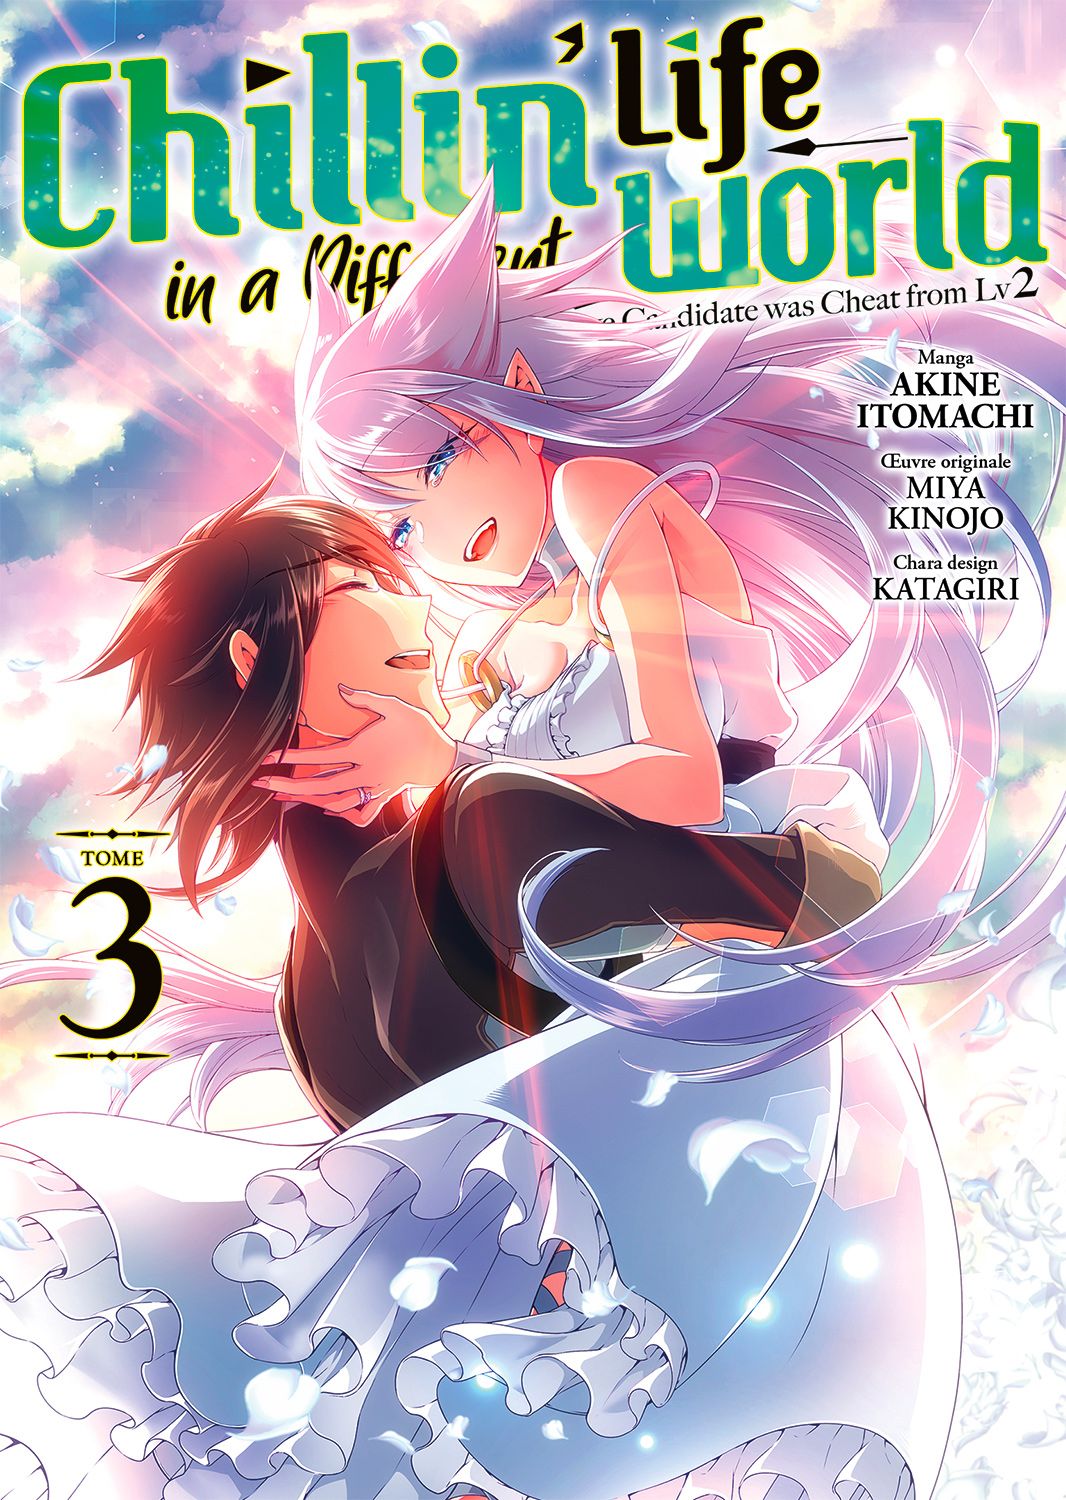 Chillin' Life
in a Different World
Candidate was Cheat from Lv2
Manga
AKINE
ITOMACHI
Œuvre originale
MIYA
KINOJO
Chara design
KATAGIRI
TOME
3